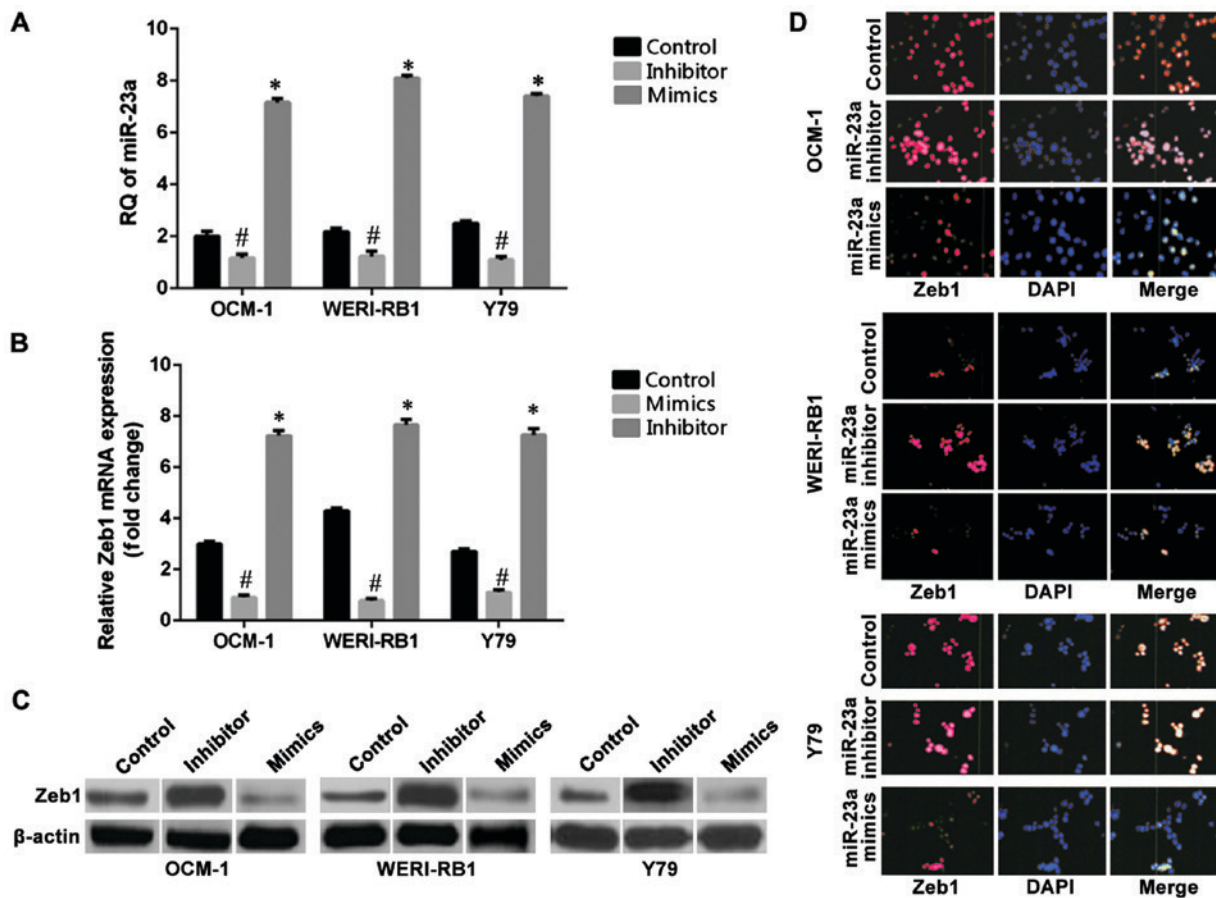 A
RQ of miR-23a
10
8
6
4
2
0
*
*
*
#
#
#
OCM-1
WERI-RB1
Y79
Control
Inhibitor
Mimics
B
Relative Zeb1 mRNA expression
(fold change)
10
8
6
4
2
0
*
*
*
#
#
#
OCM-1
WERI-RB1
Y79
Control
Mimics
Inhibitor
C
Control
Inhibitor
Mimics
Control
Inhibitor
Mimics
Control
Inhibitor
Mimics
Zeb1
β-actin
OCM-1
WERI-RB1
Y79
D
OCM-1
Control
miR-23a
inhibitor
miR-23a
mimics
Zeb1
DAPI
Merge
WERI-RB1
Control
miR-23a
inhibitor
miR-23a
mimics
Zeb1
DAPI
Merge
Y79
Control
miR-23a
inhibitor
miR-23a
mimics
Zeb1
DAPI
Merge